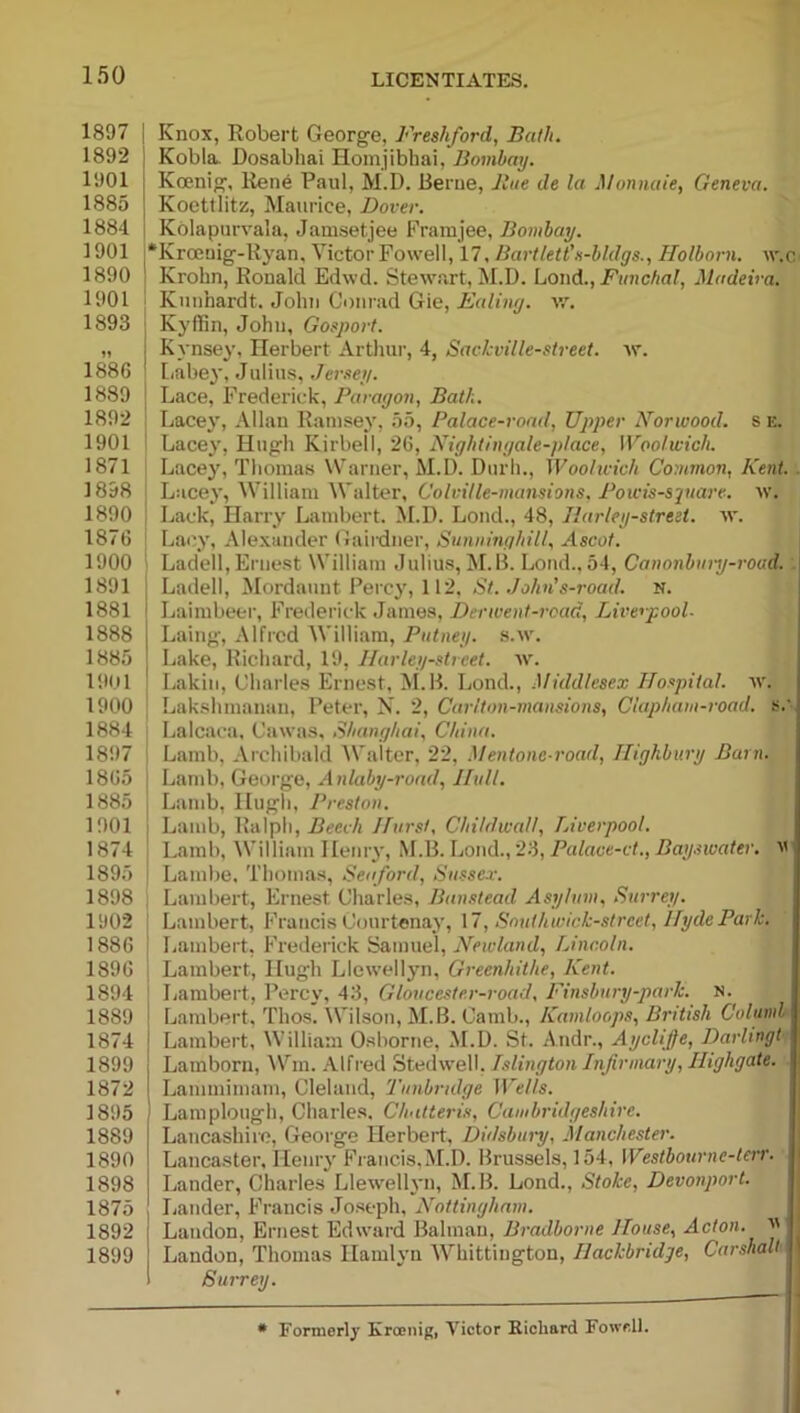 150 LICENTIATES.
1897 Knox, Robert George, Freshford, Bath.
1892 Kobla. Dosabhai Homjibhai, Bombay.
1901 Kœnig, René Paul, M.D. Berne, Rue de la Monnaie, Geneva.
1885 Koettlitz, Maurice, Dover.
1884 Kolapurvala, Jamsetjee Framjee, Bombay.
1901 *Krœnig-Ryan, Victor Fowell, 17, Bartlett's-bldgs., Holborn. W.C
1890 Krohn, Ronald Edwd. Stewart, M.D. Lond., Funchal, Madeira.
1901 Kunhardt. John Conrad Gie, Ealing. W.
1893 Kyffin, John, Gosport.
„ Kynsey, Herbert Arthur, 4, Sackville-street. W.
1886 Labey, Julius, Jersey.
1889 Lace, Frederick, Paragon, Bath.
1892 Lacey, Allan Ramsey, 55, Palace-road, Upper Norwood. S E.
1901 Lacey, Hugh Kirbell, 26, Nightingale-place, Woolwich.
1871 Lacey, Thomas Warner, M.D. Durh., Woolwich Common, Kent.
1898 Lacey, William Walter, Colville-mansions, Powis-square. W.
1890 Lack, Harry Lambert. M.D. Lond., 48, Harley-street. W.
1876 Lacy, Alexander Gairdner, Sunninghill, Ascot.
1900 Ladell, Ernest William Julius, M.B. Lond., 54, Canonbury-road.
1891 Ladell, Mordaunt Percy, 112, St. John's-road. N.
1881 Laimbeer, Frederick James, Derwent-road, Liverpool.
1888 Laing, Alfred William, Putney. S.W.
1885 Lake, Richard, 19, Harley-street. W.
1901 Lakin, Charles Ernest, M.B. Lond., Middlesex Hospital. W.
1900 Lakshmanan, Peter, N. 2, Carlton-mansions, Clapham-road. S.
1884 Lalcaca, Cawas, Shanghai, China.
1897 Lamb, Archibald Walter, 22, Mentone-road, Highbury Barn.
1865 Lamb, George, Anlaby-road, Hull.
1885 Lamb, Hugh, Preston.
1901 Lamb, Ralph, Beech Hurst, Childwall, Liverpool.
1874 Lamb, William Henry, M.B. Lond., 23, Palace-ct., Bayswater. W
1895 Lambe, Thomas, Seaford, Sussex.
1898 Lambert, Ernest Charles, Banstead Asylum, Surrey.
1902 Lambert, Francis Courtenay, 17, Southwick-street, Hyde Park.
1886 Lambert, Frederick Samuel, Newland, Lincoln.
1896 Lambert, Hugh Llewellyn, Greenhithe, Kent.
1894 Lambert, Percy, 43, Gloucester-road, Finsbury-park. N.
1889 Lambert, Thos. Wilson, M.B. Camb., Kamloops, British Columb
1874 Lambert, William Osborne, M.D. St. Andr., Aycliffe, Darlingt
1899 Lamborn, Wm. Alfred Stedwell, Islington Infirmary, Highgate.
1872 Lammimam, Cleland, Tunbridge Wells.
1895 Lamplough, Charles, Chatteris, Cambridgeshire.
1889 Lancashire, George Herbert, Didsbury, Manchester.
1890 Lancaster, Henry Francis, M.D. Brussels, 154, Westbourne-terr.
1898 Lander, Charles Llewellyn, M.B. Lond., Stoke, Devonport.
1875 Lander, Francis Joseph, Nottingham.
1892 Landon, Ernest Edward Balman, Bradborne House, Acton. W
1899 Landon, Thomas Hamlyn Whittington, Hackbridge, Carshalt
Surrey.
* Formerly Krœnig, Victor Richard Fowell.